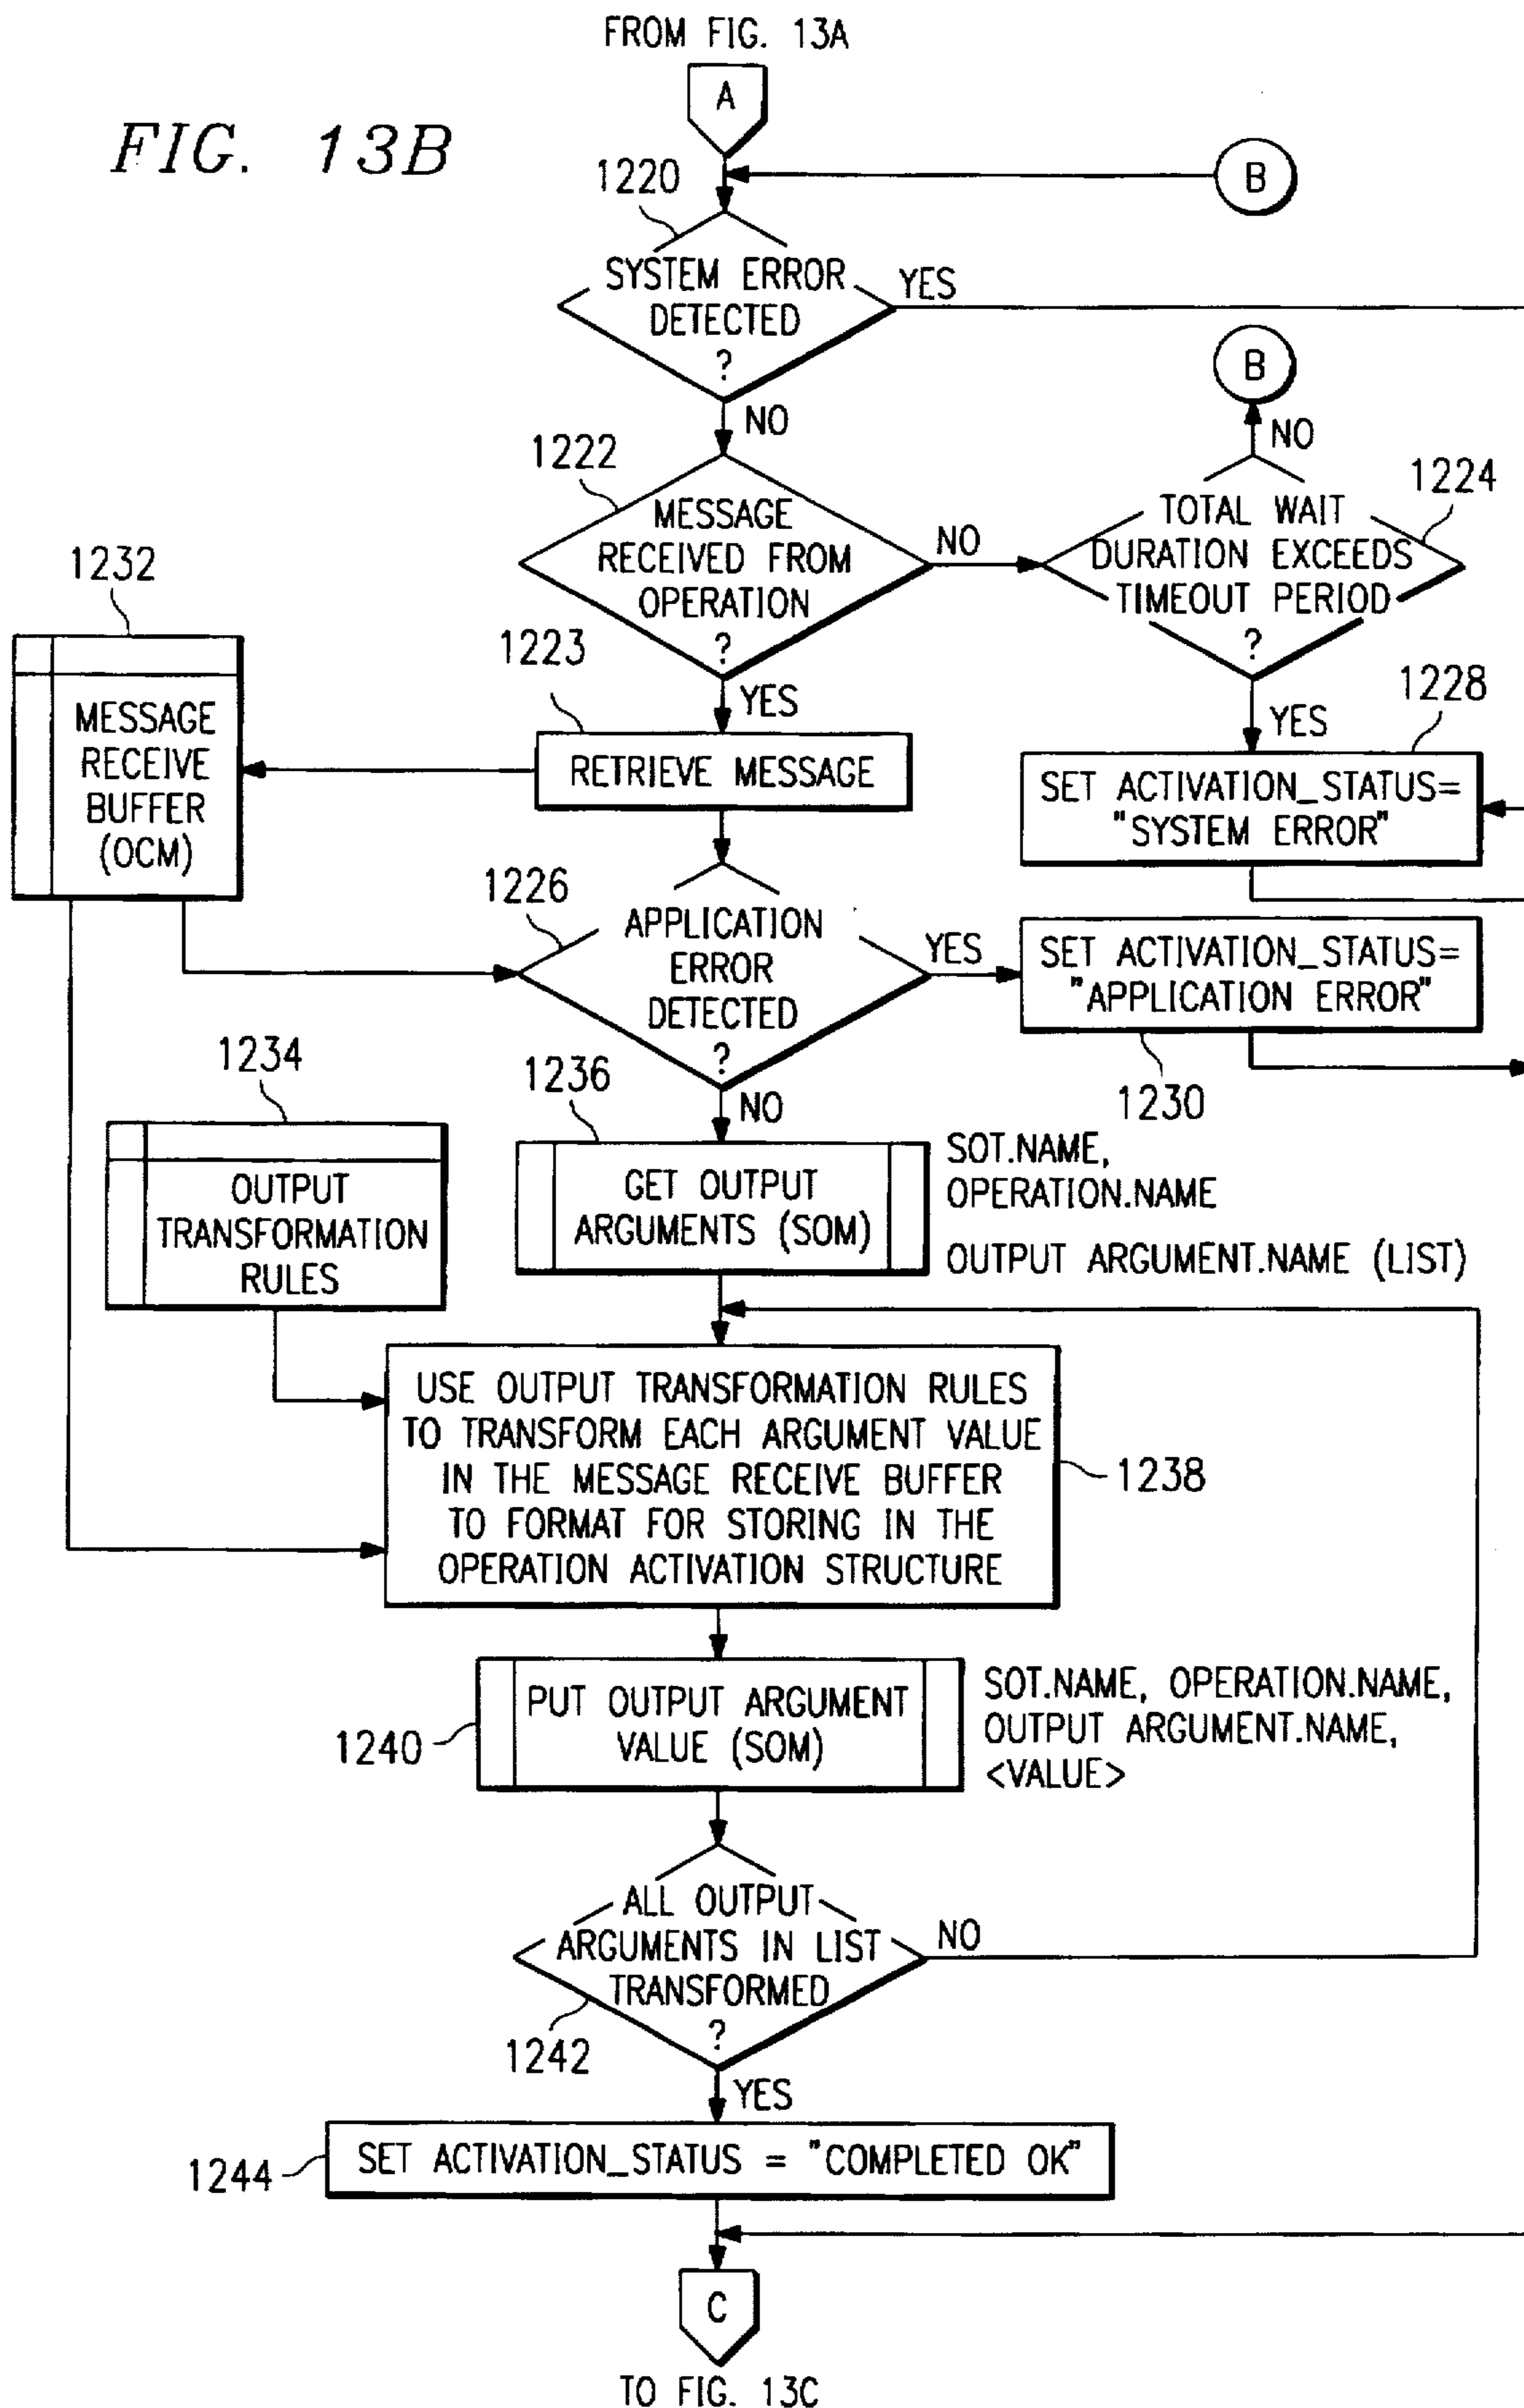 FROM FIG. 13A
A
FIG. 13B
B
1220
SYSTEM ERROR
DETECTED
?
YES
NO
B
NO
1222
MESSAGE
RECEIVED FROM
OPERATION
?
NO
YES
1224
TOTAL WAIT
DURATION EXCEEDS
TIMEOUT PERIOD
?
YES
1232
MESSAGE
RECEIVE
BUFFER
(OCM)
1223
RETRIEVE MESSAGE
1228
SET ACTIVATION_STATUS=
"SYSTEM ERROR"
1226
APPLICATION
ERROR
DETECTED
?
YES
NO
SET ACTIVATION_STATUS=
"APPLICATION ERROR"
1230
1234
OUTPUT
TRANSFORMATION
RULES
1236
GET OUTPUT
ARGUMENTS (SOM)
SOT.NAME,
OPERATION.NAME
OUTPUT ARGUMENT.NAME (LIST)
USE OUTPUT TRANSFORMATION RULES
TO TRANSFORM EACH ARGUMENT VALUE
IN THE MESSAGE RECEIVE BUFFER
TO FORMAT FOR STORING IN THE
OPERATION ACTIVATION STRUCTURE
1238
PUT OUTPUT ARGUMENT
VALUE (SOM)
1240
SOT.NAME, OPERATION.NAME,
OUTPUT ARGUMENT.NAME,
<VALUE>
ALL OUTPUT
ARGUMENTS IN LIST
TRANSFORMED
?
NO
1242
YES
SET ACTIVATION_STATUS = "COMPLETED OK"
1244
C
TO FIG. 13C